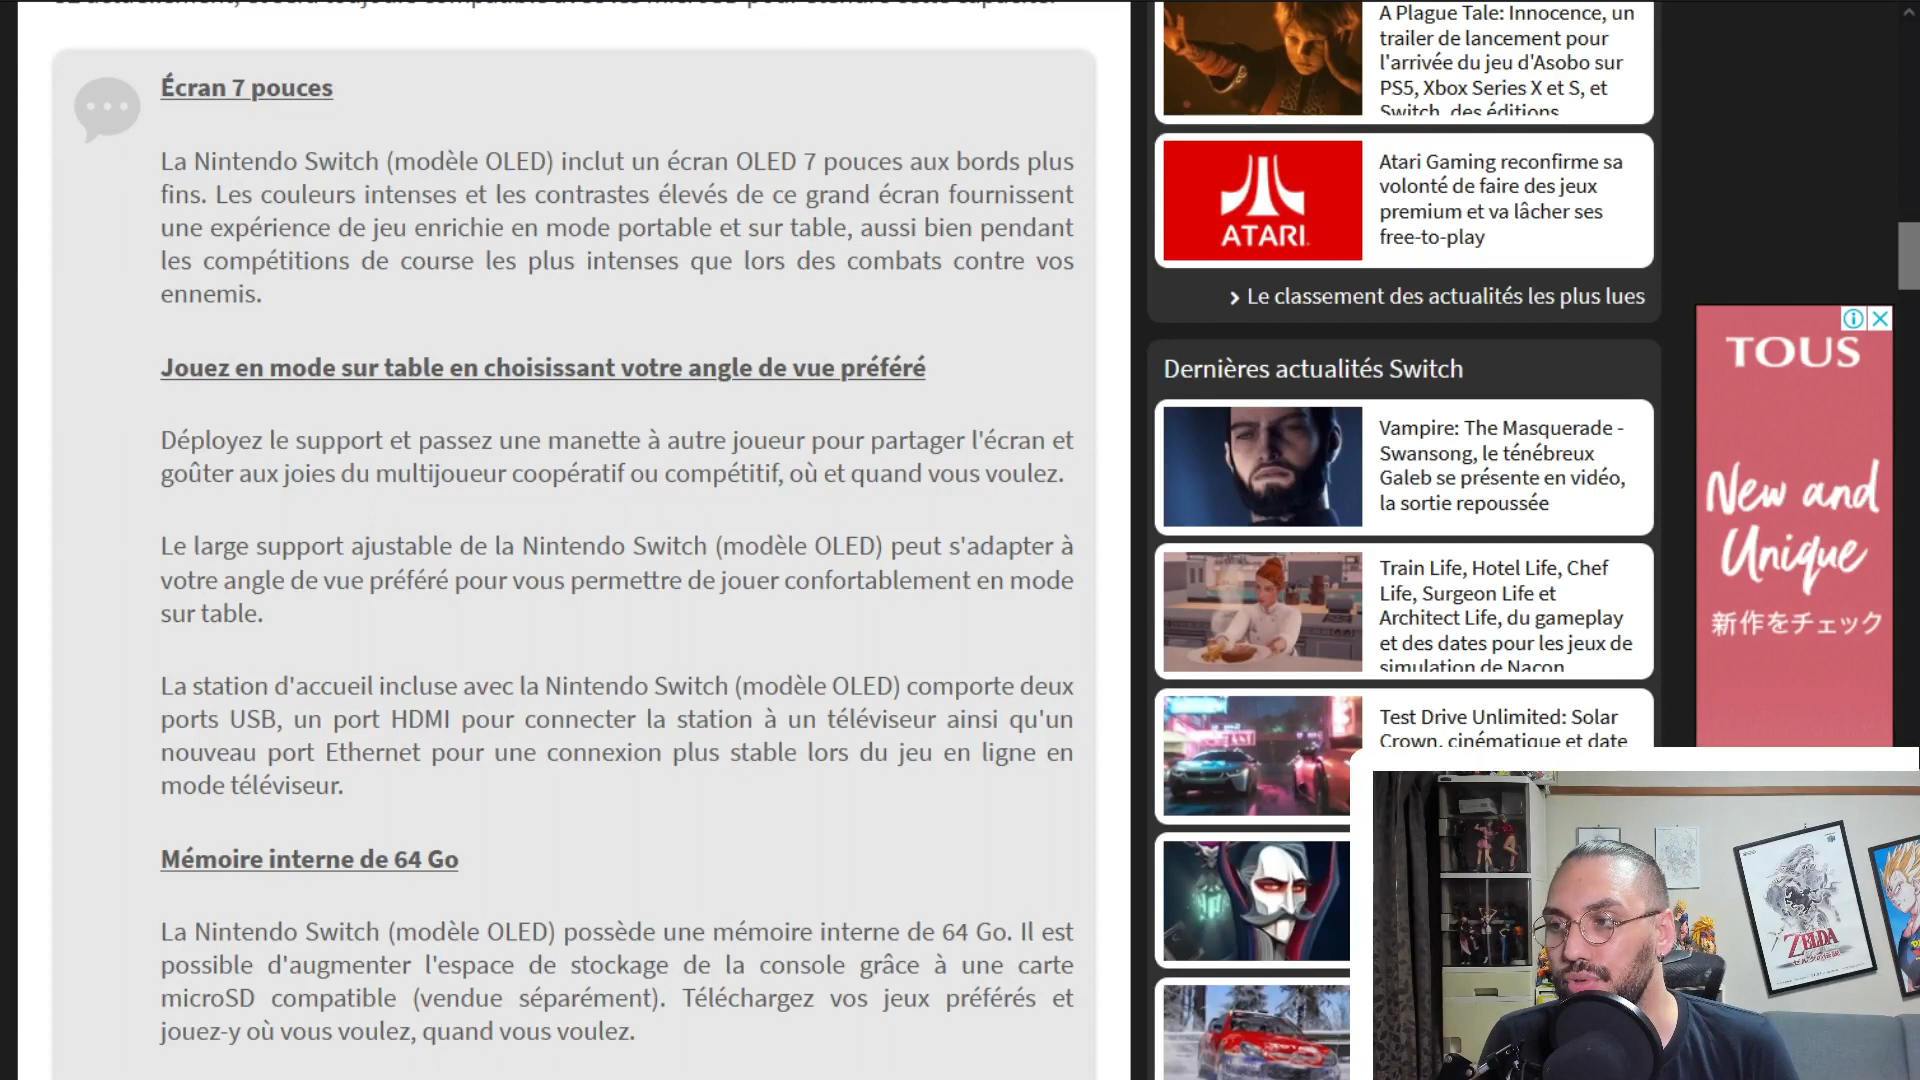 Écran 7 pouces
La Nintendo Switch (modèle OLED) inclut un écran OLED 7 pouces aux bords plus
fins. Les couleurs intenses et les contrastes élevés de ce grand écran fournissent
une expérience de jeu enrichie en mode portable et sur table, aussi bien pendant
les compétitions de course les plus intenses que lors des combats contre vos
ennemis.
Jouez en mode sur table en choisissant votre angle de vue préféré
Déployez le support et passez une manette à autre joueur pour partager l'écran et
goûter aux joies du multijoueur coopératif ou compétitif, où et quand vous voulez.
Le large support ajustable de la Nintendo Switch (modèle OLED) peut s'adapter à
votre angle de vue préféré pour vous permettre de jouer confortablement en mode
sur table.
La station d'accueil incluse avec la Nintendo Switch (modèle OLED) comporte deux
ports USB, un port HDMI pour connecter la station à un téléviseur ainsi qu'un
nouveau port Ethernet pour une connexion plus stable lors du jeu en ligne en
mode téléviseur.
Mémoire interne de 64 Go
La Nintendo Switch (modèle OLED) possède une mémoire interne de 64 Go. Il est
possible d'augmenter l'espace de stockage de la console grâce à une carte
microSD compatible (vendue séparément). Téléchargez vos jeux préférés et
jouez-y où vous voulez, quand vous voulez.
A Plague Tale: Innocence, un
trailer de lancement pour
l'arrivée du jeu d'Asobo sur
PS5, Xbox Series X et S, et
Switch, des éditions
ATARI
Atari Gaming reconfirme sa
volonté de faire des jeux
premium et va lâcher ses
free-to-play
Le classement des actualités les plus lues
Dernières actualités Switch
Vampire: The Masquerade -
Swansong, le ténébreux
Galeb se présente en vidéo,
la sortie repoussée
Train Life, Hotel Life, Chef
Life, Surgeon Life et
Architect Life, du gameplay
et des dates pour les jeux de
simulation de Nacon
Test Drive Unlimited: Solar
Crown, cinématique et date
TOUS
New and
Unique
新作をチェック
ZELDA